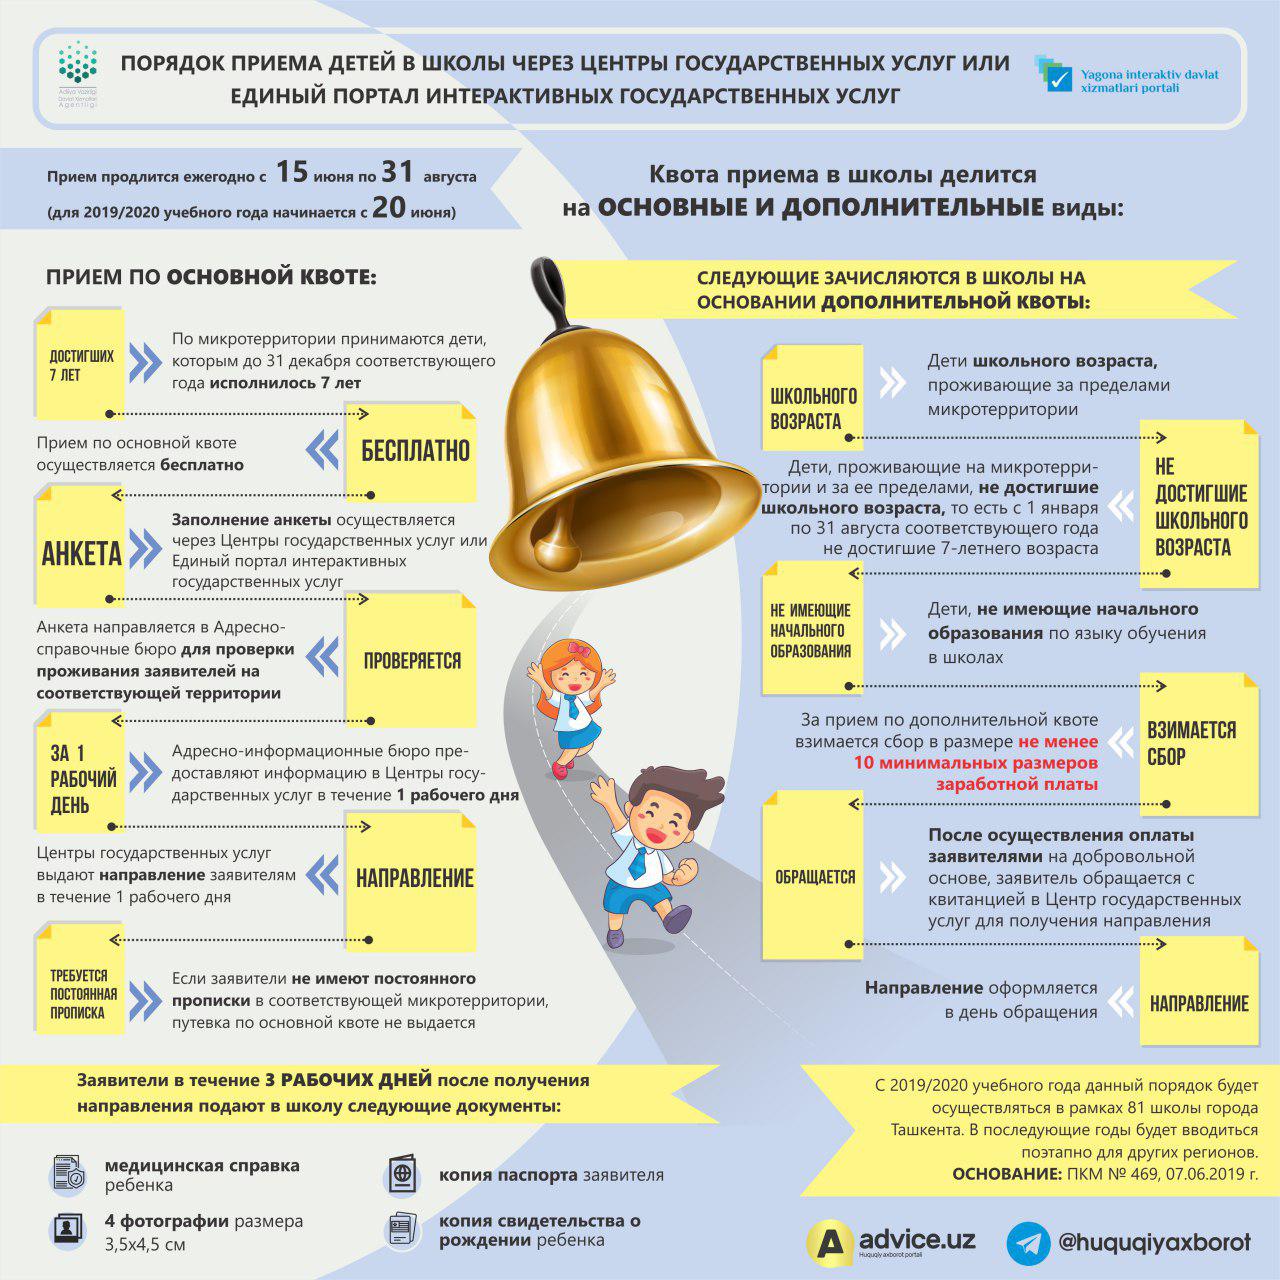 Adliya Vazirligi
Davlat Xizmatlari
Agentligi
ПОРЯДОК ПРИЕМА ДЕТЕЙ В ШКОЛЫ ЧЕРЕЗ ЦЕНТРЫ ГОСУДАРСТВЕННЫХ УСЛУГ ИЛИ
ЕДИНЫЙ ПОРТАЛ ИНТЕРАКТИВНЫХ ГОСУДАРСТВЕННЫХ УСЛУГ
Yagona interaktiv davlat
xizmatlari portali
Прием продлится ежегодно с 15 июня по 31 августа
(для 2019/2020 учебного года начинается с 20 июня)
Квота приема в школы делится
на ОСНОВНЫЕ И ДОПОЛНИТЕЛЬНЫЕ виды:
ПРИЕМ ПО ОСНОВНОЙ КВОТЕ:
ДОСТИГШИХ
7 ЛЕТ
По микротерритории принимаются дети,
которым до 31 декабря соответствующего
года исполнилось 7 лет
Прием по основной квоте
осуществляется бесплатно
БЕСПЛАТНО
АНКЕТА
Заполнение анкеты осуществляется
через Центры государственных услуг или
Единый портал интерактивных
государственных услуг
Анкета направляется в Адресно-
справочные бюро для проверки
проживания заявителей на
соответствующей территории
ПРОВЕРЯЕТСЯ
ЗА 1
РАБОЧИЙ
ДЕНЬ
Адресно-информационные бюро пре-
доставляют информацию в Центры госу-
дарственных услуг в течение 1 рабочего дня
Центры государственных услуг
выдают направление заявителям
в течение 1 рабочего дня
НАПРАВЛЕНИЕ
ТРЕБУЕТСЯ
ПОСТОЯННАЯ
ПРОПИСКА
Если заявители не имеют постоянного
прописки в соответствующей микротерритории,
путевка по основной квоте не выдается
СЛЕДУЮЩИЕ ЗАЧИСЛЯЮТСЯ В ШКОЛЫ НА
ОСНОВАНИИ ДОПОЛНИТЕЛЬНОЙ КВОТЫ:
ШКОЛЬНОГО
ВОЗРАСТА
Дети школьного возраста,
проживающие за пределами
микротерритории
Дети, проживающие на микротерри-
тории и за ее пределами, не достигшие
школьного возраста, то есть с 1 января
по 31 августа соответствующего года
не достигшие 7-летнего возраста
НЕ
ДОСТИГШИЕ
ШКОЛЬНОГО
ВОЗРАСТА
НЕ ИМЕЮЩИЕ
НАЧАЛЬНОГО
ОБРАЗОВАНИЯ
Дети, не имеющие начального
образования по языку обучения
в школах
За прием по дополнительной квоте
взимается сбор в размере не менее
10 минимальных размеров
заработной платы
ВЗИМАЕТСЯ
СБОР
ОБРАЩАЕТСЯ
После осуществления оплаты
заявителями на добровольной
основе, заявитель обращается с
квитанцией в Центр государственных
услуг для получения направления
Направление оформляется
в день обращения
НАПРАВЛЕНИЕ
Заявители в течение 3 РАБОЧИХ ДНЕЙ после получения
направления подают в школу следующие документы:
медицинская справка
ребенка
копия паспорта заявителя
4 фотографии размера
3,5х4,5 см
копия свидетельства о
рождении ребенка
С 2019/2020 учебного года данный порядок будет
осуществляться в рамках 81 школы города
Ташкента. В последующие годы будет вводиться
поэтапно для других регионов.
ОСНОВАНИЕ: ПКМ № 469, 07.06.2019 г.
A advice.uz
Huquqiy axborot portali
@huquqiyaxborot